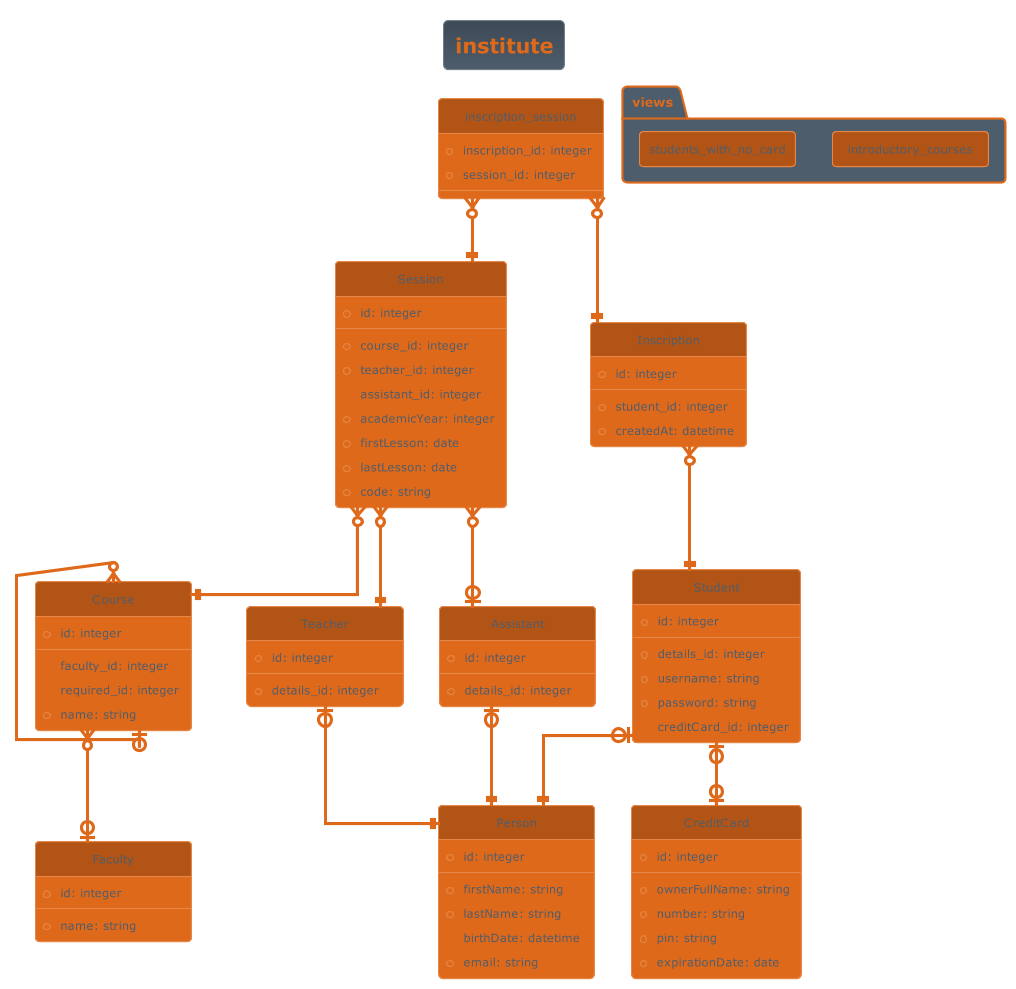 institute
views
students_with_no_card
introductory_courses
inscription_session
inscription_id: integer
session_id: integer
Session
id: integer
course_id: integer
teacher_id: integer
assistant_id: integer
academicYear: integer
firstLesson: date
lastLesson: date
code: string
Inscription
id: integer
student_id: integer
createdAt: datetime
Course
id: integer
faculty_id: integer
required_id: integer
name: string
Teacher
id: integer
details_id: integer
Assistant
id: integer
details_id: integer
Student
id: integer
details_id: integer
username: string
password: string
creditCard_id: integer
Faculty
id: integer
name: string
Person
id: integer
firstName: string
lastName: string
birthDate: datetime
email: string
CreditCard
id: integer
ownerFullName: string
number: string
pin: string
expirationDate: date